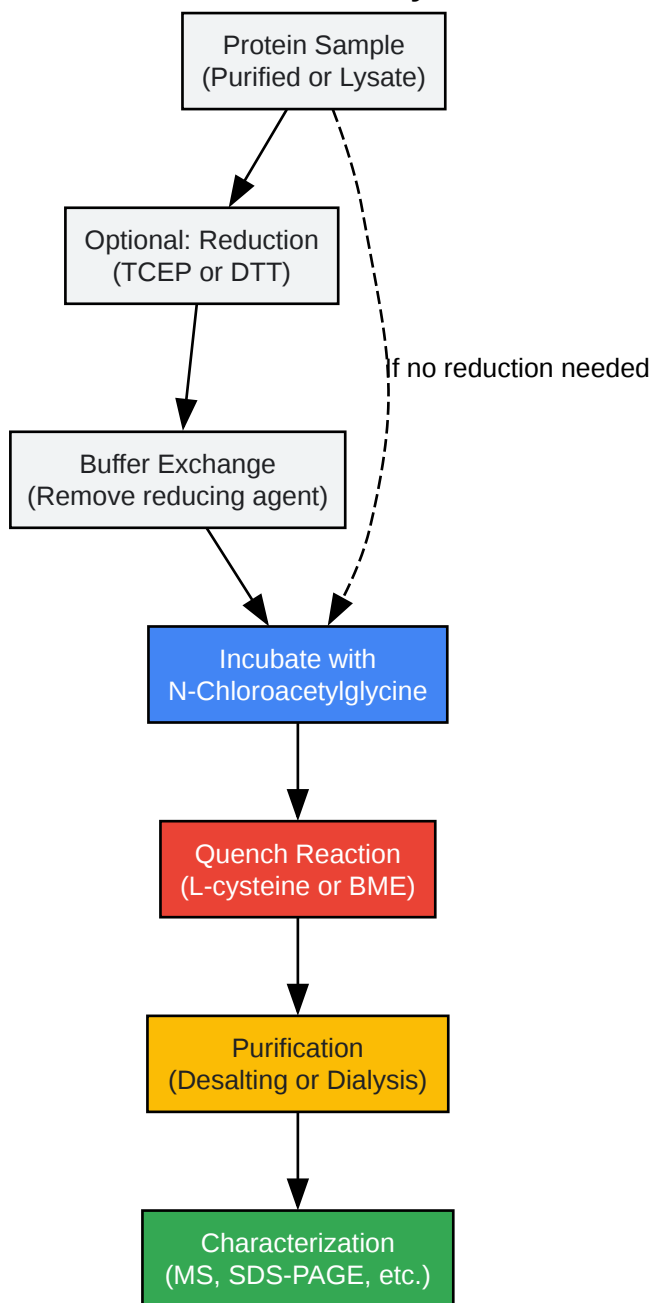 Protein Sample
(Purified or Lysate)
Optional: Reduction
(TCEP or DTT)
If no reduction needed
Buffer Exchange
(Remove reducing agent)
Incubate with
N-Chloroacetylglycine
Quench Reaction
(L-cysteine or BME)
Purification
(Desalting or Dialysis)
Characterization
(MS, SDS-PAGE, etc.)